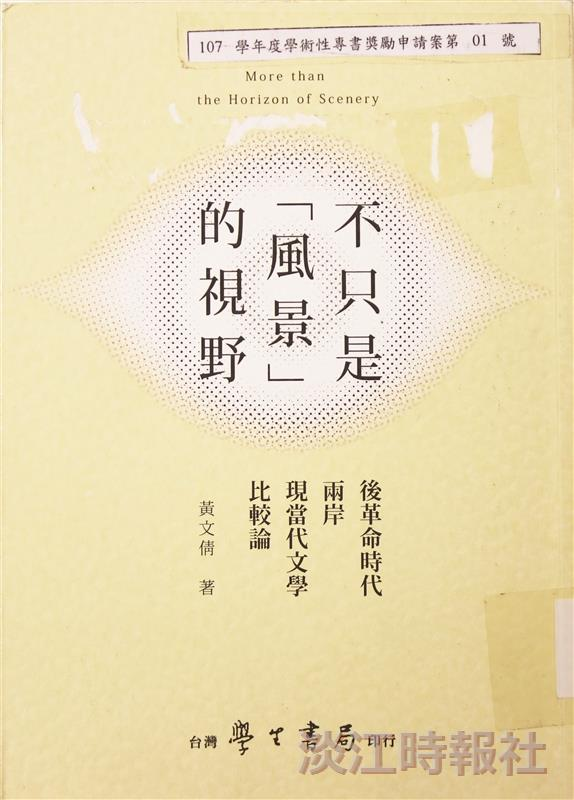 107 學年度學術性專書獎勵申請案第 01 號
More than
the Horizon of Scenery
不只是
「風景」
的視野
後革命時代
兩岸
現當代文學
比較論
黃文倩 著
台灣 學生書局 印行
淡江時報社